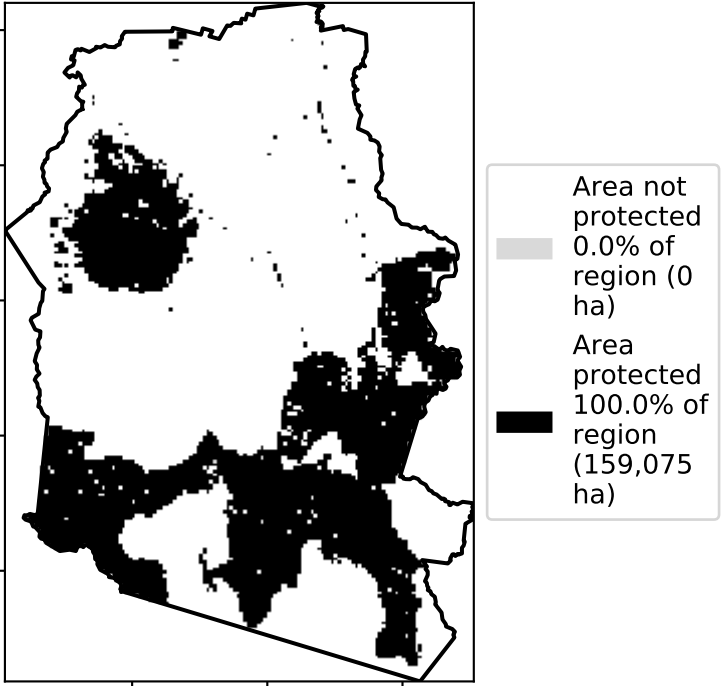 Area not
protected
0.0% of
region (0
ha)
Area
protected
100.0% of
region
(159,075
ha)